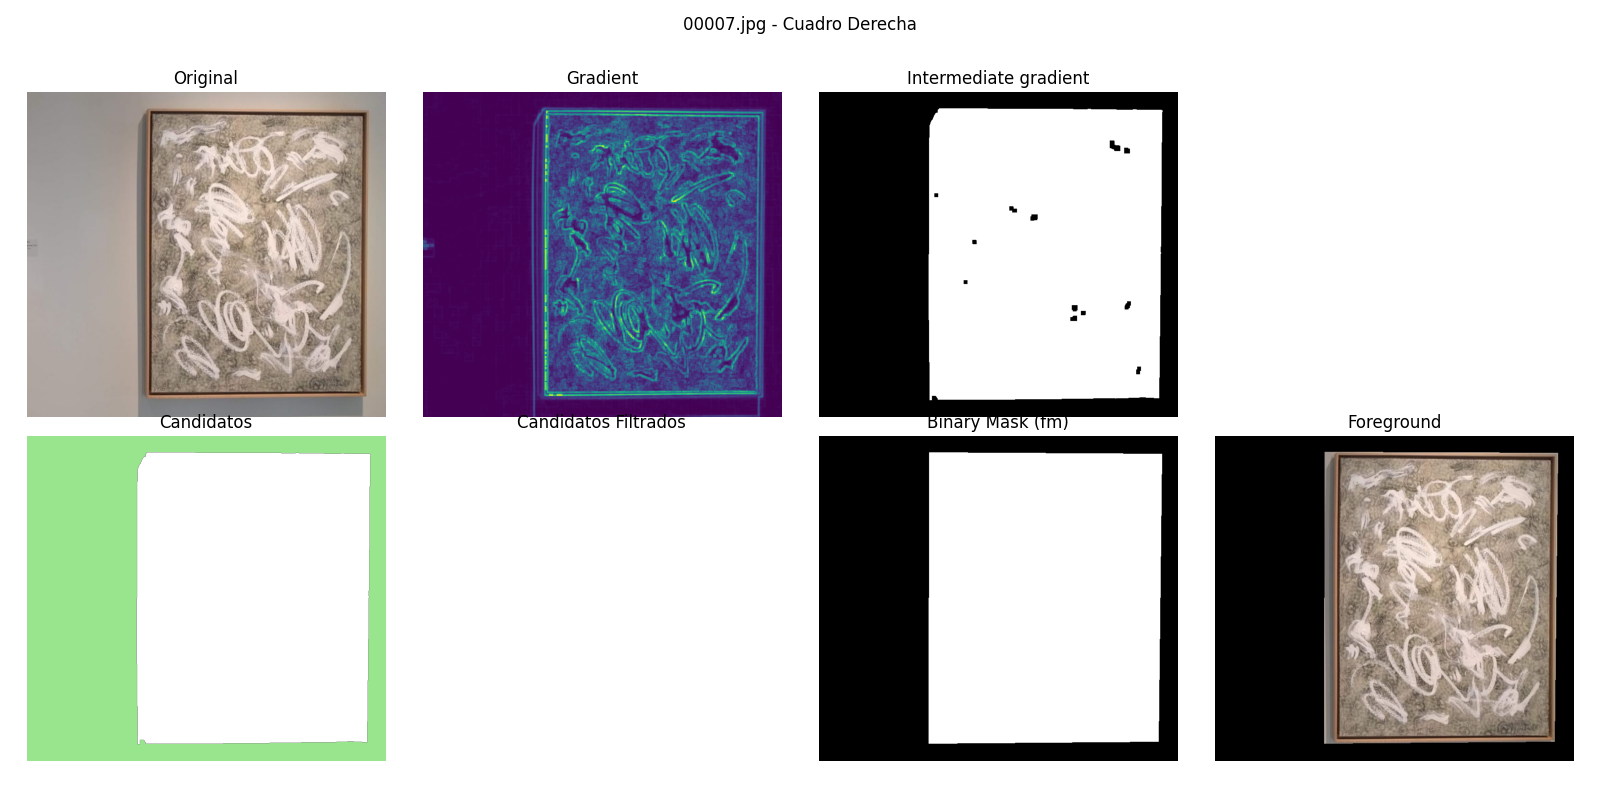 00007.jpg - Cuadro Derecha
Original
Gradient
Intermediate gradient
Candidatos
Candidatos Filtrados
Binary Mask (fm)
Foreground